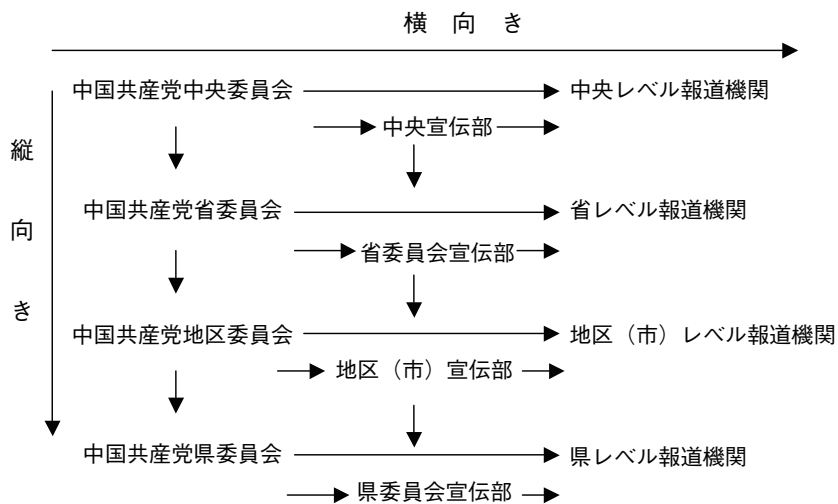 横向き
中国共産党中央委員会 中央レベル報道機関
中央宣伝部
縦向き
中国共産党省委員会 省レベル報道機関
省委員会宣伝部
中国共産党地区委員会 地区（市）レベル報道機関
地区（市）宣伝部
中国共産党県委員会 県レベル報道機関
県委員会宣伝部